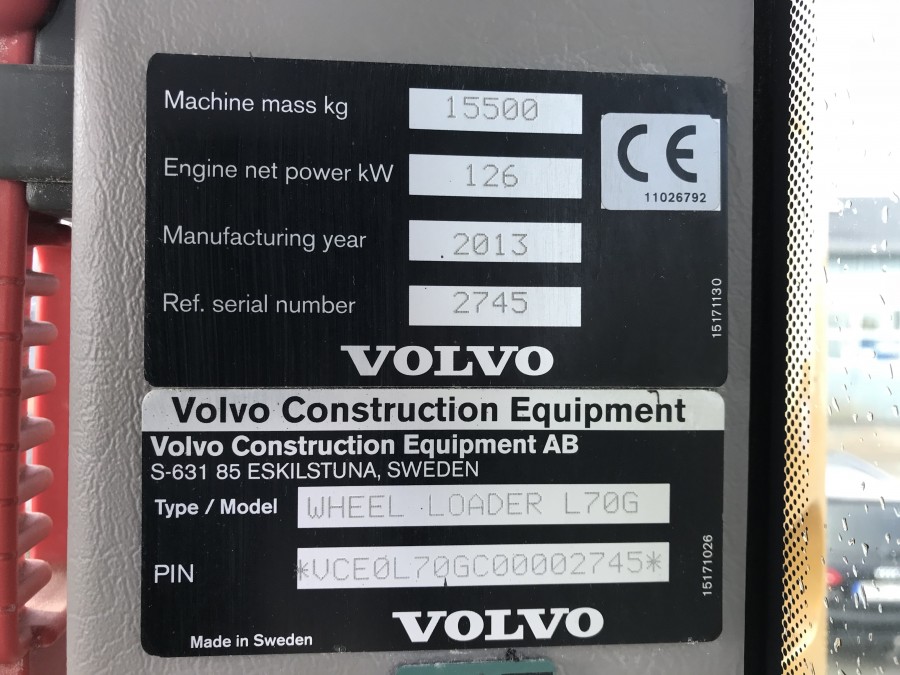 Machine mass kg 15500
Engine net power kW 126
CE
11026792
Manufacturing year 2013
Ref. serial number 2745
15171130
VOLVO
Volvo Construction Equipment
Volvo Construction Equipment AB
S-631 85 ESKILSTUNA, SWEDEN
Type / Model WHEEL LOADER L70G
PIN *VCE0L70GC00002745*
15171026
VOLVO
Made in Sweden